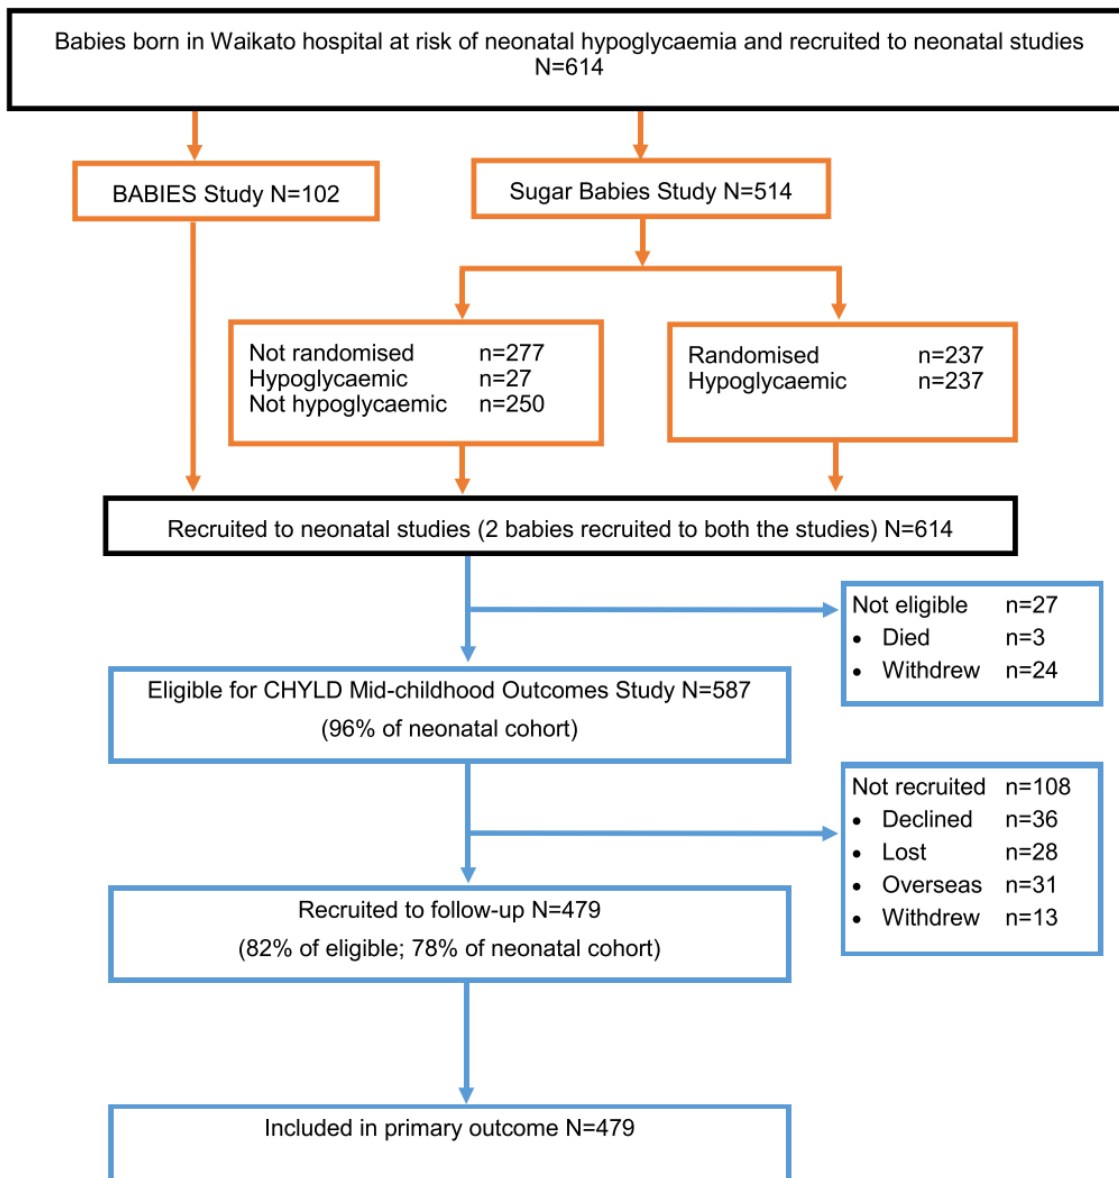 Babies born in Waikato hospital at risk of neonatal hypoglycaemia and recruited to neonatal studies
N=614
BABIES Study N=102
Sugar Babies Study N=514
Not randomised n=277
Hypoglycaemic n=27
Not hypoglycaemic n=250
Randomised n=237
Hypoglycaemic n=237
Recruited to neonatal studies (2 babies recruited to both the studies) N=614
Not eligible n=27
• Died n=3
• Withdrew n=24
Eligible for CHYLD Mid-childhood Outcomes Study N=587
(96% of neonatal cohort)
Not recruited n=108
• Declined n=36
• Lost n=28
• Overseas n=31
• Withdrew n=13
Recruited to follow-up N=479
(82% of eligible; 78% of neonatal cohort)
Included in primary outcome N=479